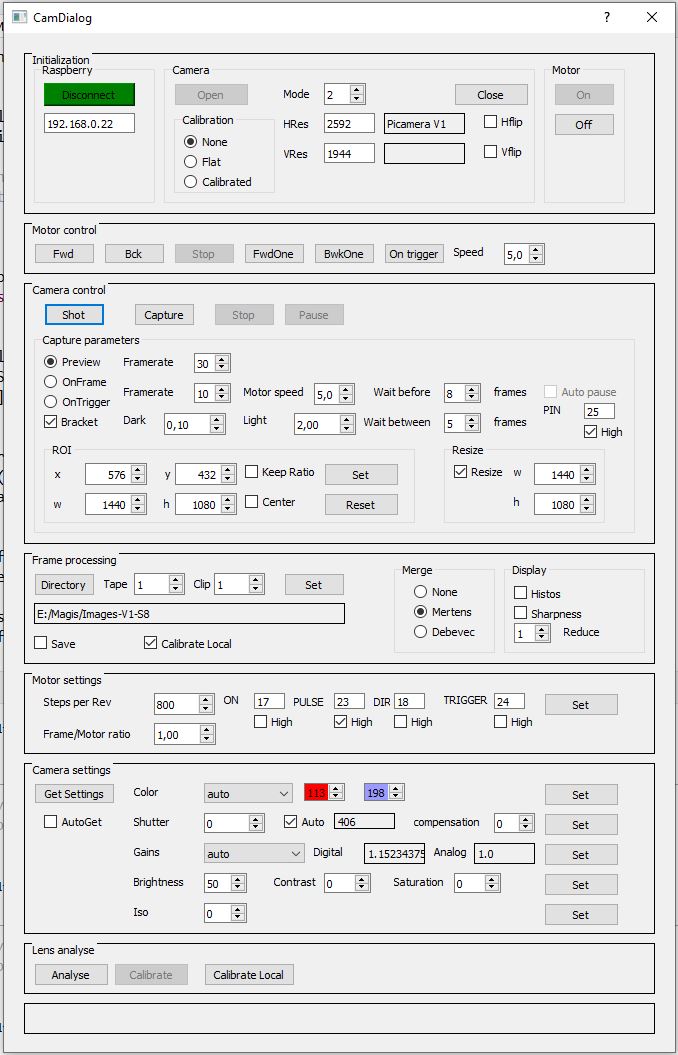 CamDialog ?
Initialization
Raspberry Camera Motor
Disconnect Open Mode 2 Close On
192.168.0.22 Calibration HRes 2592 Picamera V1 Hflip Off
None
Flat VRes 1944 Vflip
Calibrated
Motor control
Fwd Bck Stop FwdOne BwkOne On trigger Speed 5,0
Camera control
Shot Capture Stop Pause
Capture parameters
Preview Framerate 30
OnFrame Framerate 10 Motor speed 5,0 Wait before 8 frames Auto pause
OnTrigger PIN 25
Bracket Dark 0,10 Light 2,00 Wait between 5 frames High
ROI Resize
x 576 y 432 Keep Ratio Set Resize w 1440
w 1440 h 1080 Center Reset h 1080
Frame processing
Directory Tape 1 Clip 1 Set Merge Display
E:/Magis/Images-V1-S8 None Histos
Mertens Sharpness
Save Calibrate Local Debevec 1 Reduce
Motor settings
Steps per Rev 800 ON 17 PULSE 23 DIR 18 TRIGGER 24 Set
High High High High
Frame/Motor ratio 1,00
Camera settings
Get Settings Color auto 113 198 Set
AutoGet Shutter 0 Auto 406 compensation 0 Set
Gains auto Digital 1.15234375 Analog 1.0 Set
Brightness 50 Contrast 0 Saturation 0 Set
Iso 0 Set
Lens analyse
Analyse Calibrate Calibrate Local